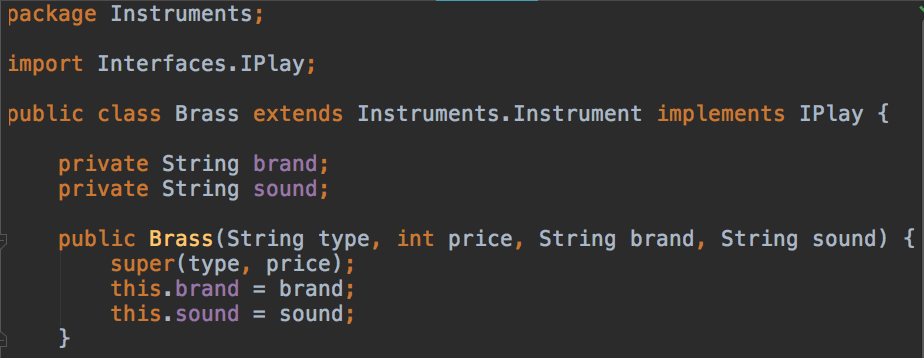 package Instruments;
import Interfaces.IPlay;
public class Brass extends Instruments.Instrument implements IPlay {
private String brand;
private String sound;
public Brass(String type, int price, String brand, String sound) {
super(type, price);
this.brand = brand;
this.sound = sound;
}